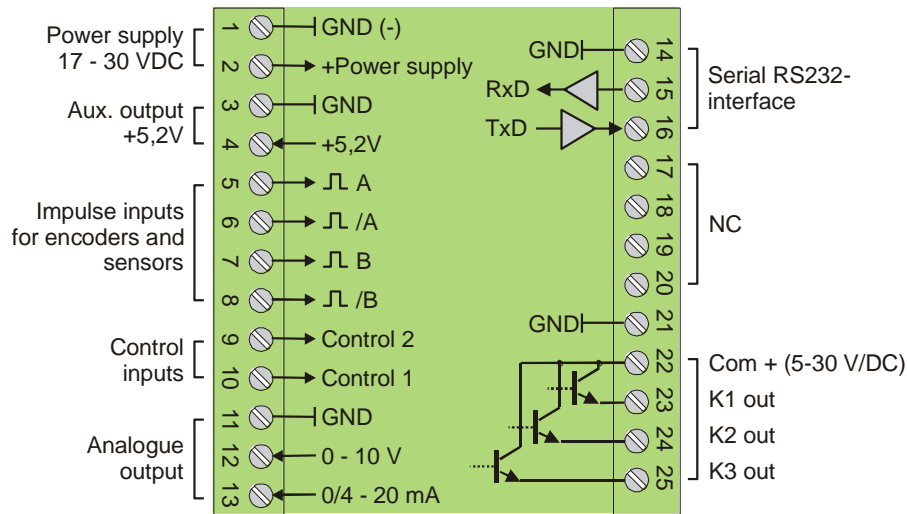 Power supply
17 - 30 VDC
Aux. output
+5,2V
Impulse inputs
for encoders and
sensors
Control
inputs
Analogue
output
1 GND (-)
2 +Power supply
3 GND
4 +5,2V
5 A
6 /A
7 B
8 /B
9 Control 2
10 Control 1
11 GND
12 0 - 10 V
13 0/4 - 20 mA
GND 14
RxD 15
TxD 16
17
18
19
20
GND 21
22
23
24
25
Serial RS232-
interface
NC
Com + (5-30 V/DC)
K1 out
K2 out
K3 out